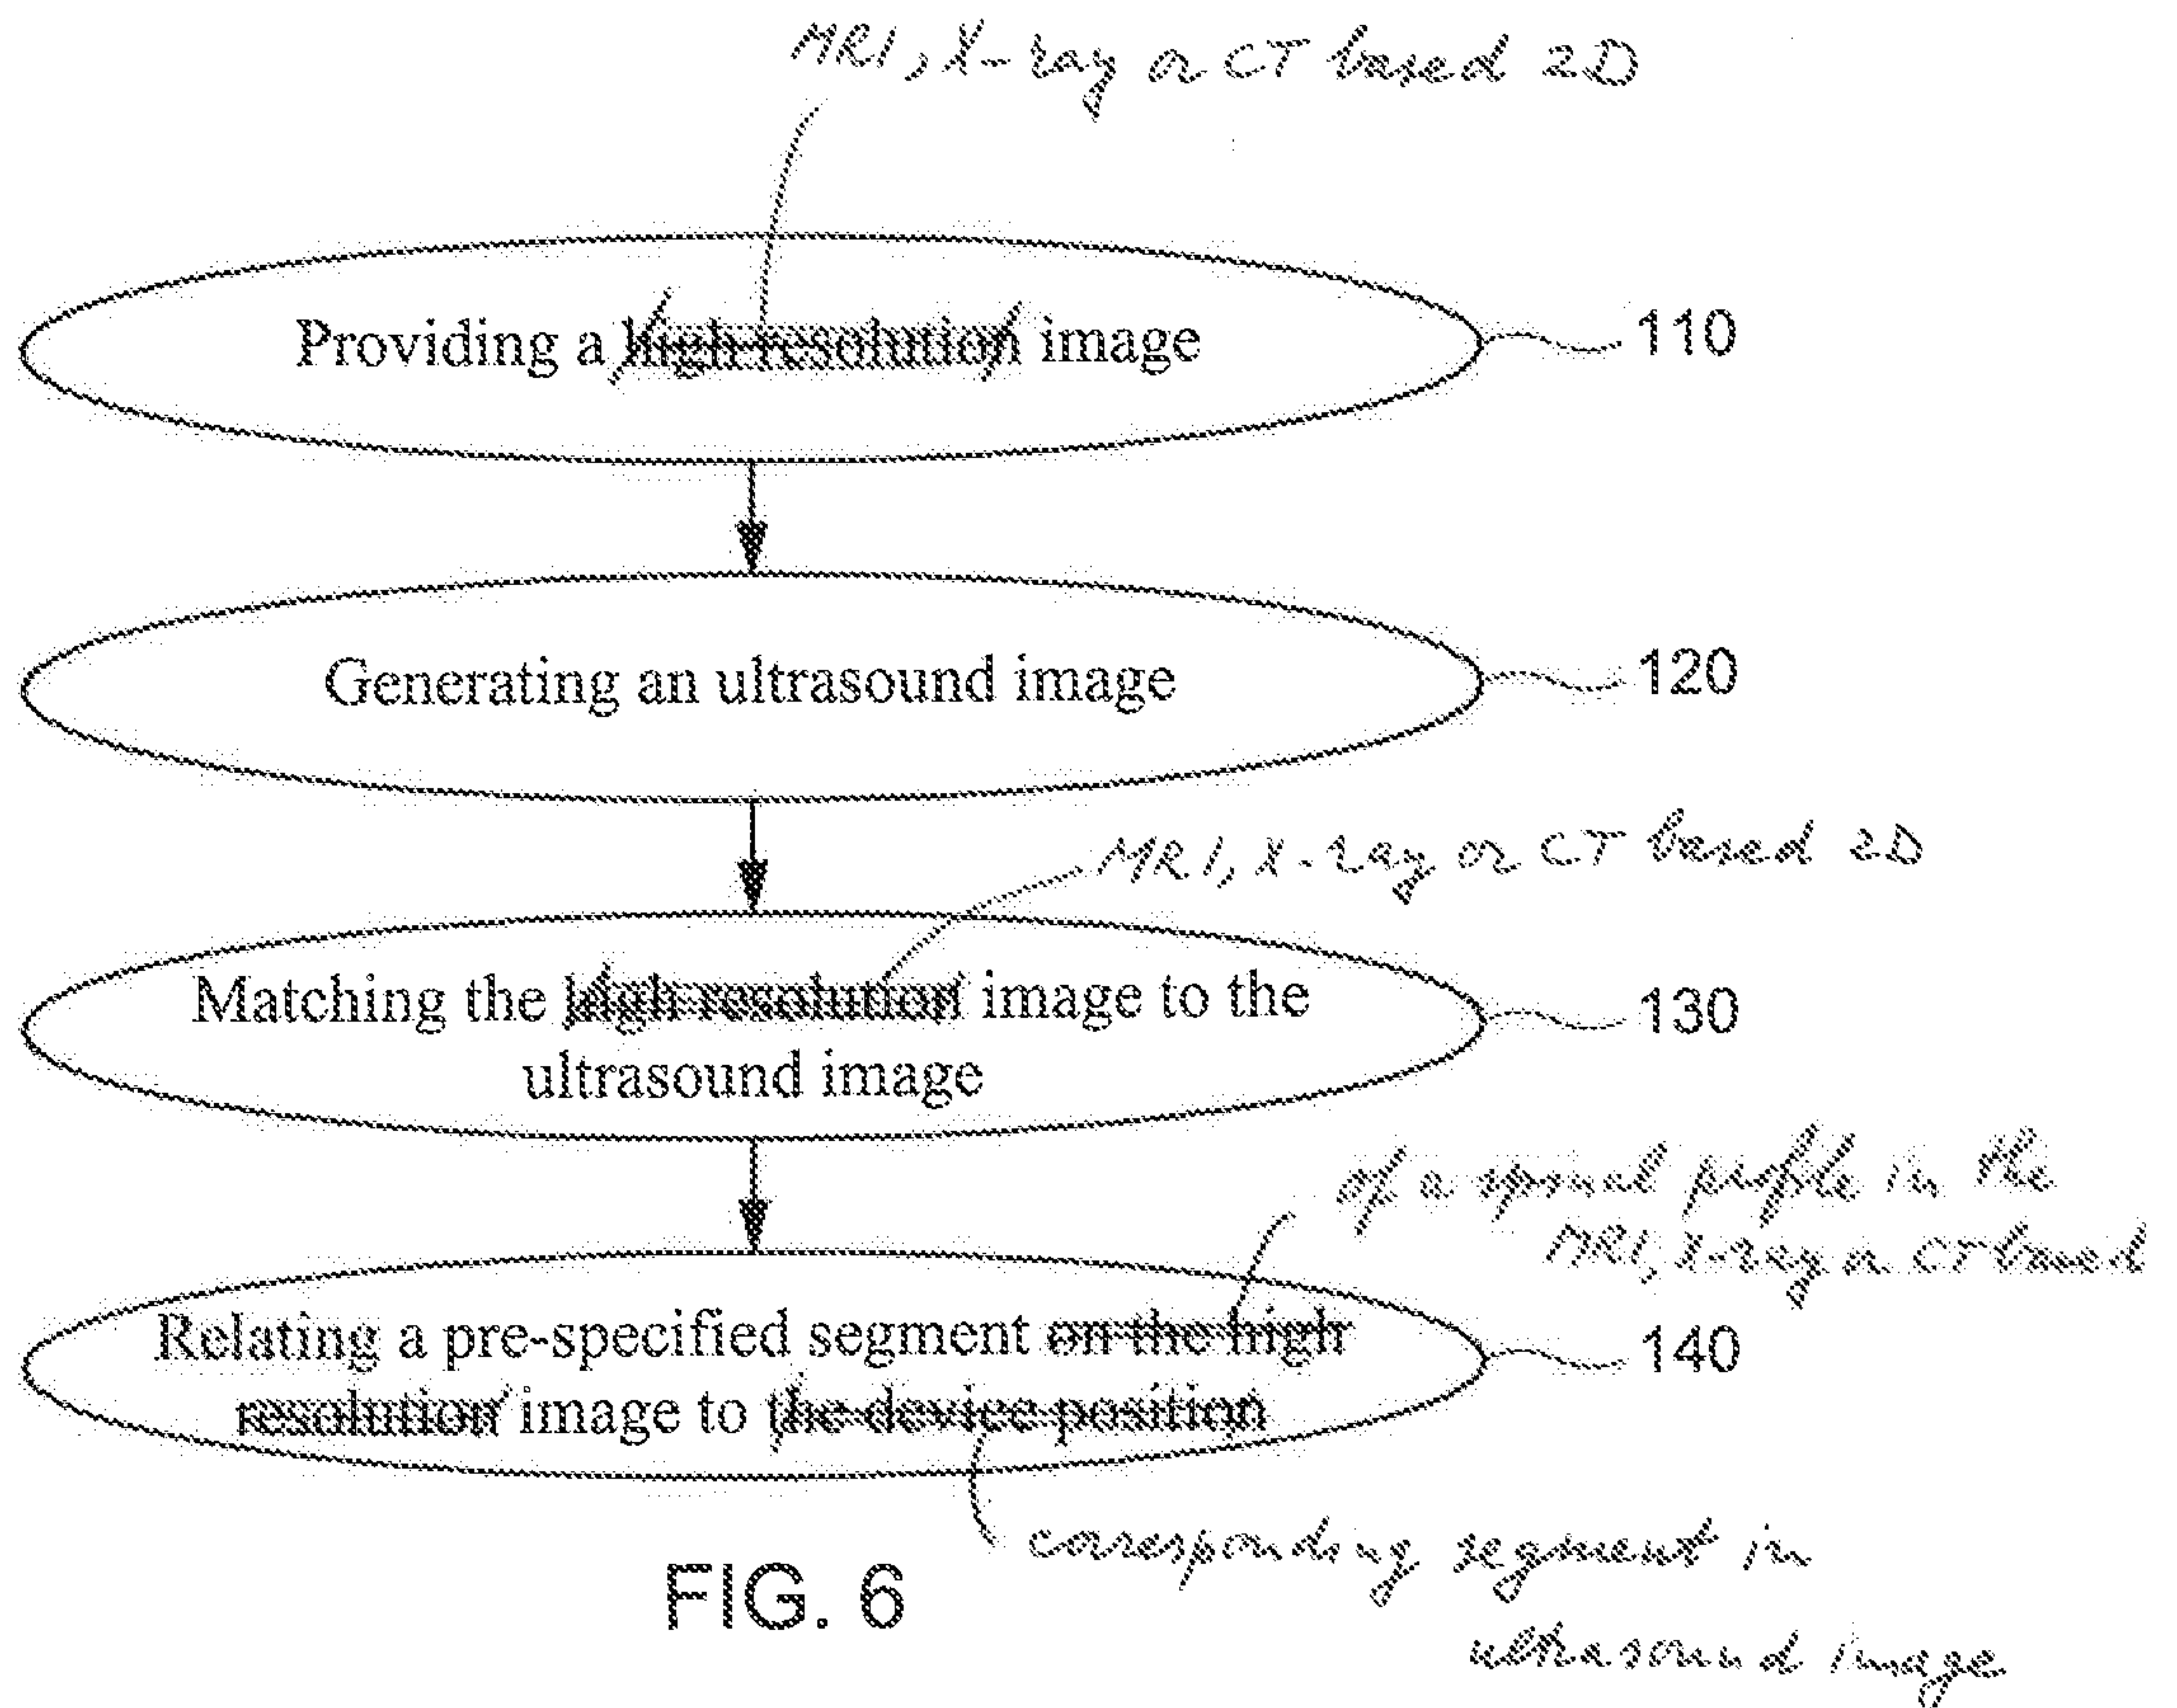 MRI, X-ray or CT based 2D
Providing a high resolution image
110
Generating an ultrasound image
120
MRI, X-ray or CT based 2D
Matching the high resolution image to the
ultrasound image
130
of a spinal profile in the
MRI, X-ray or CT based
Relating a pre-specified segment on the high
resolution image to the device position
140
corresponding segment in
ultrasound image
FIG. 6